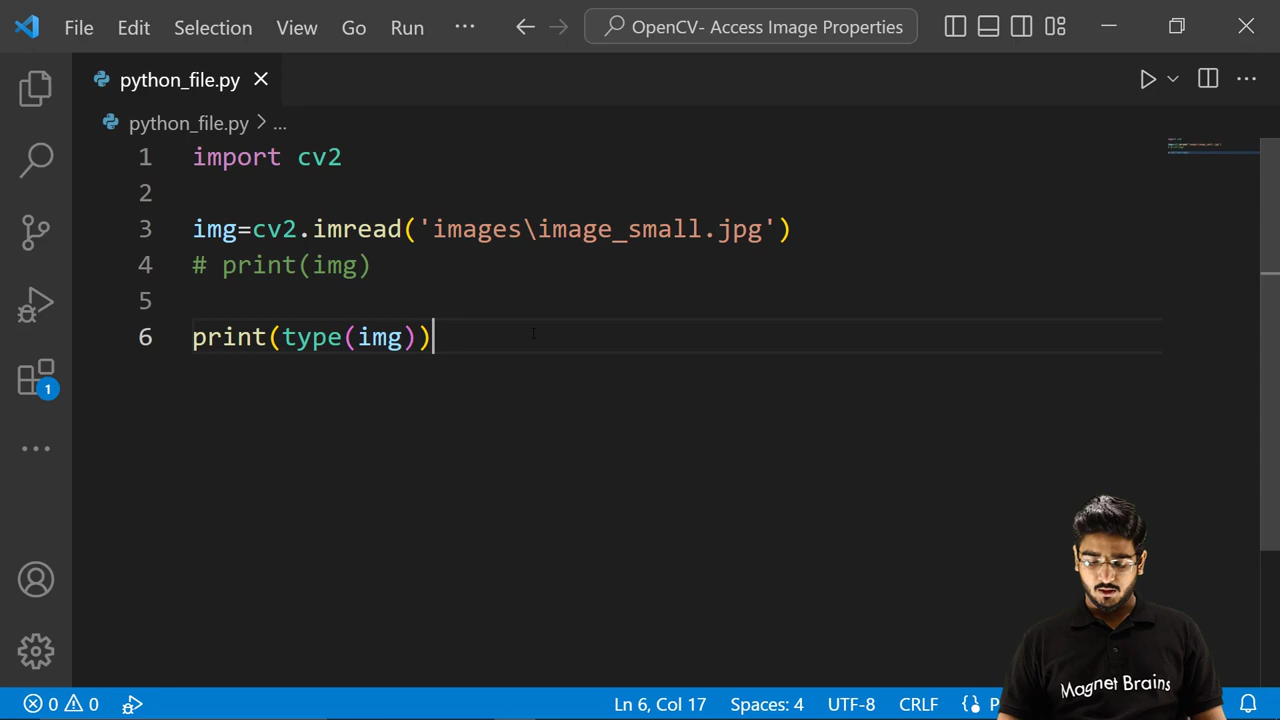 File Edit Selection View Go Run ··· OpenCV- Access Image Properties
python_file.py
python_file.py > ...
1 import cv2
2
3 img=cv2.imread('images\image_small.jpg')
4 # print(img)
5
6 print(type(img))
1
Magnet Brains
0 0 Ln 6, Col 17 Spaces: 4 UTF-8 CRLF {} P